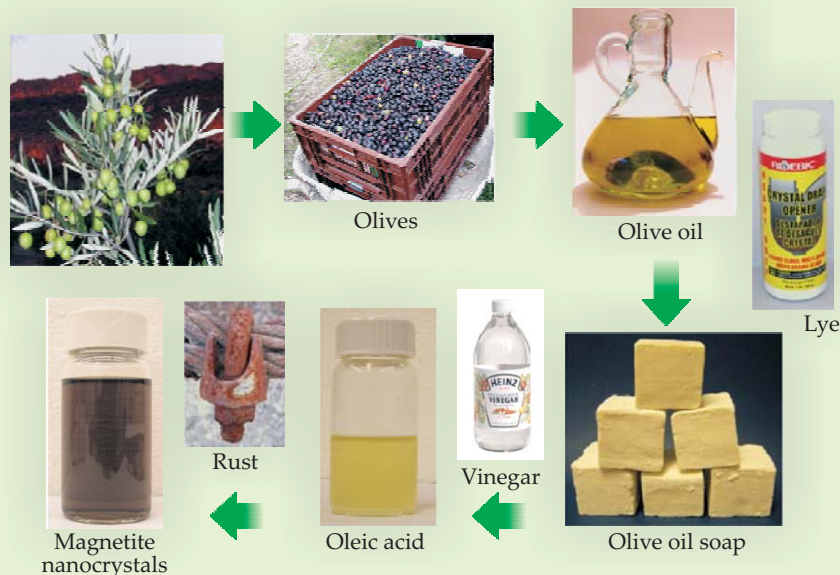 Olives
Olive oil
ROEBIC
CRYSTAL DRAIN
OPENER
Lye
HEINZ
VINEGAR
Rust
Vinegar
Magnetite
nanocrystals
Oleic acid
Olive oil soap